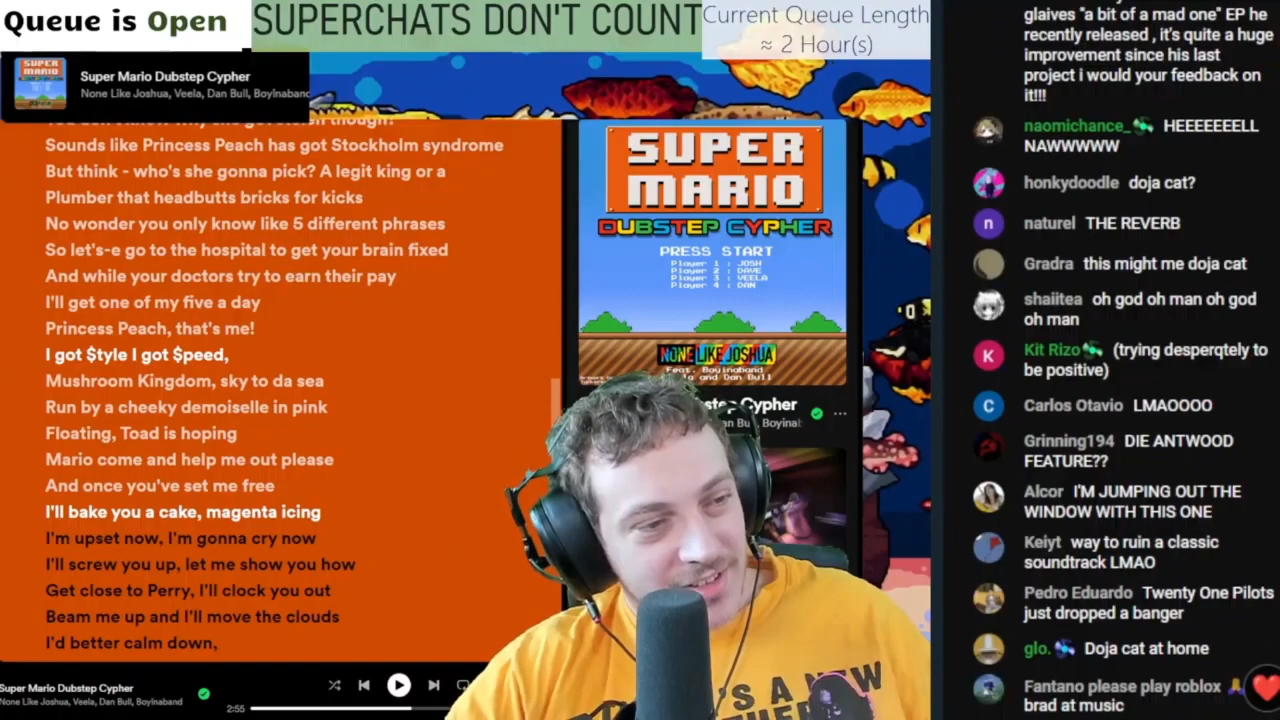 Queue is Open
SUPERCHATS DON'T COUNT
Current Queue Length
≈ 2 Hour(s)
Super Mario Dubstep Cypher
None Like Joshua, Veela, Dan Bull, Boyinaband
Sounds like Princess Peach has got Stockholm syndrome
But think - who's she gonna pick? A legit king or a
Plumber that headbutts bricks for kicks
No wonder you only know like 5 different phrases
So let's-e go to the hospital to get your brain fixed
And while your doctors try to earn their pay
I'll get one of my five a day
Princess Peach, that's me!
I got $tyle I got $peed,
Mushroom Kingdom, sky to da sea
Run by a cheeky demoiselle in pink
Floating, Toad is hoping
Mario come and help me out please
And once you've set me free
I'll bake you a cake, magenta icing
I'm upset now, I'm gonna cry now
I'll screw you up, let me show you how
Get close to Perry, I'll clock you out
Beam me up and I'll move the clouds
I'd better calm down,
SUPER
MARIO
DUBSTEP CYPHER
PRESS START
Player 1 : JOSH
Player 2 : DAVE
Player 3 : VEELA
Player 4 : DAN
NONE LIKE JOSHUA
Feat. Boyinaband
and Dan Bull
step Cypher
an Bull, Boyinal
Super Mario Dubstep Cypher
None Like Joshua, Veela, Dan Bull, Boyinaband
2:55
'S A NEW
glaives "a bit of a mad one" EP he
recently released , it's quite a huge
improvement since his last
project i would your feedback on
it!!!
naomichance_ HEEEEEEELL
NAWWWWW
honkydoodle doja cat?
naturel THE REVERB
Gradra this might me doja cat
shaiitea oh god oh man oh god
oh man
Kit Rizo (trying desperqtely to
be positive)
Carlos Otavio LMAOOOO
Grinning194 DIE ANTWOOD
FEATURE??
Alcor I'M JUMPING OUT THE
WINDOW WITH THIS ONE
Keiyt way to ruin a classic
soundtrack LMAO
Pedro Eduardo Twenty One Pilots
just dropped a banger
glo. Doja cat at home
Fantano please play roblox
brad at music